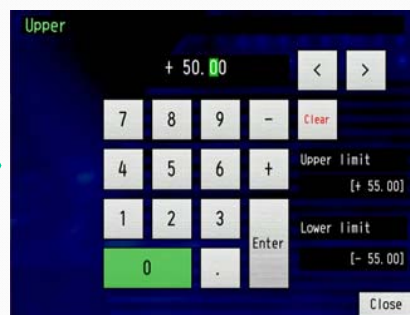 Upper
+ 50.00
< >
7 8 9 - Clear
4 5 6 + Upper limit
[+ 55.00]
1 2 3 Enter Lower limit
0 . [- 55.00]
Close